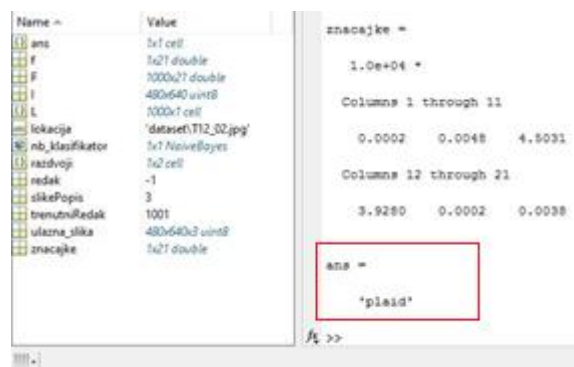 Name Value
ans 1x1 cell
f 1x21 double
F 1000x21 double
I 480x640 uint8
L 1000x1 cell
lokacija 'dataset\T12_02.jpg'
nb_klasifikator 1x1 NaiveBayes
razdvoji 1x2 cell
redak -1
slikePopis 3
trenutniRedak 1001
ulazna_slika 480x640x3 uint8
znacajke 1x21 double
znacajke =
1.0e+04 *
Columns 1 through 11
0.0002 0.0048 4.5031
Columns 12 through 21
3.9280 0.0002 0.0038
ans =
'plaid'
fx >>